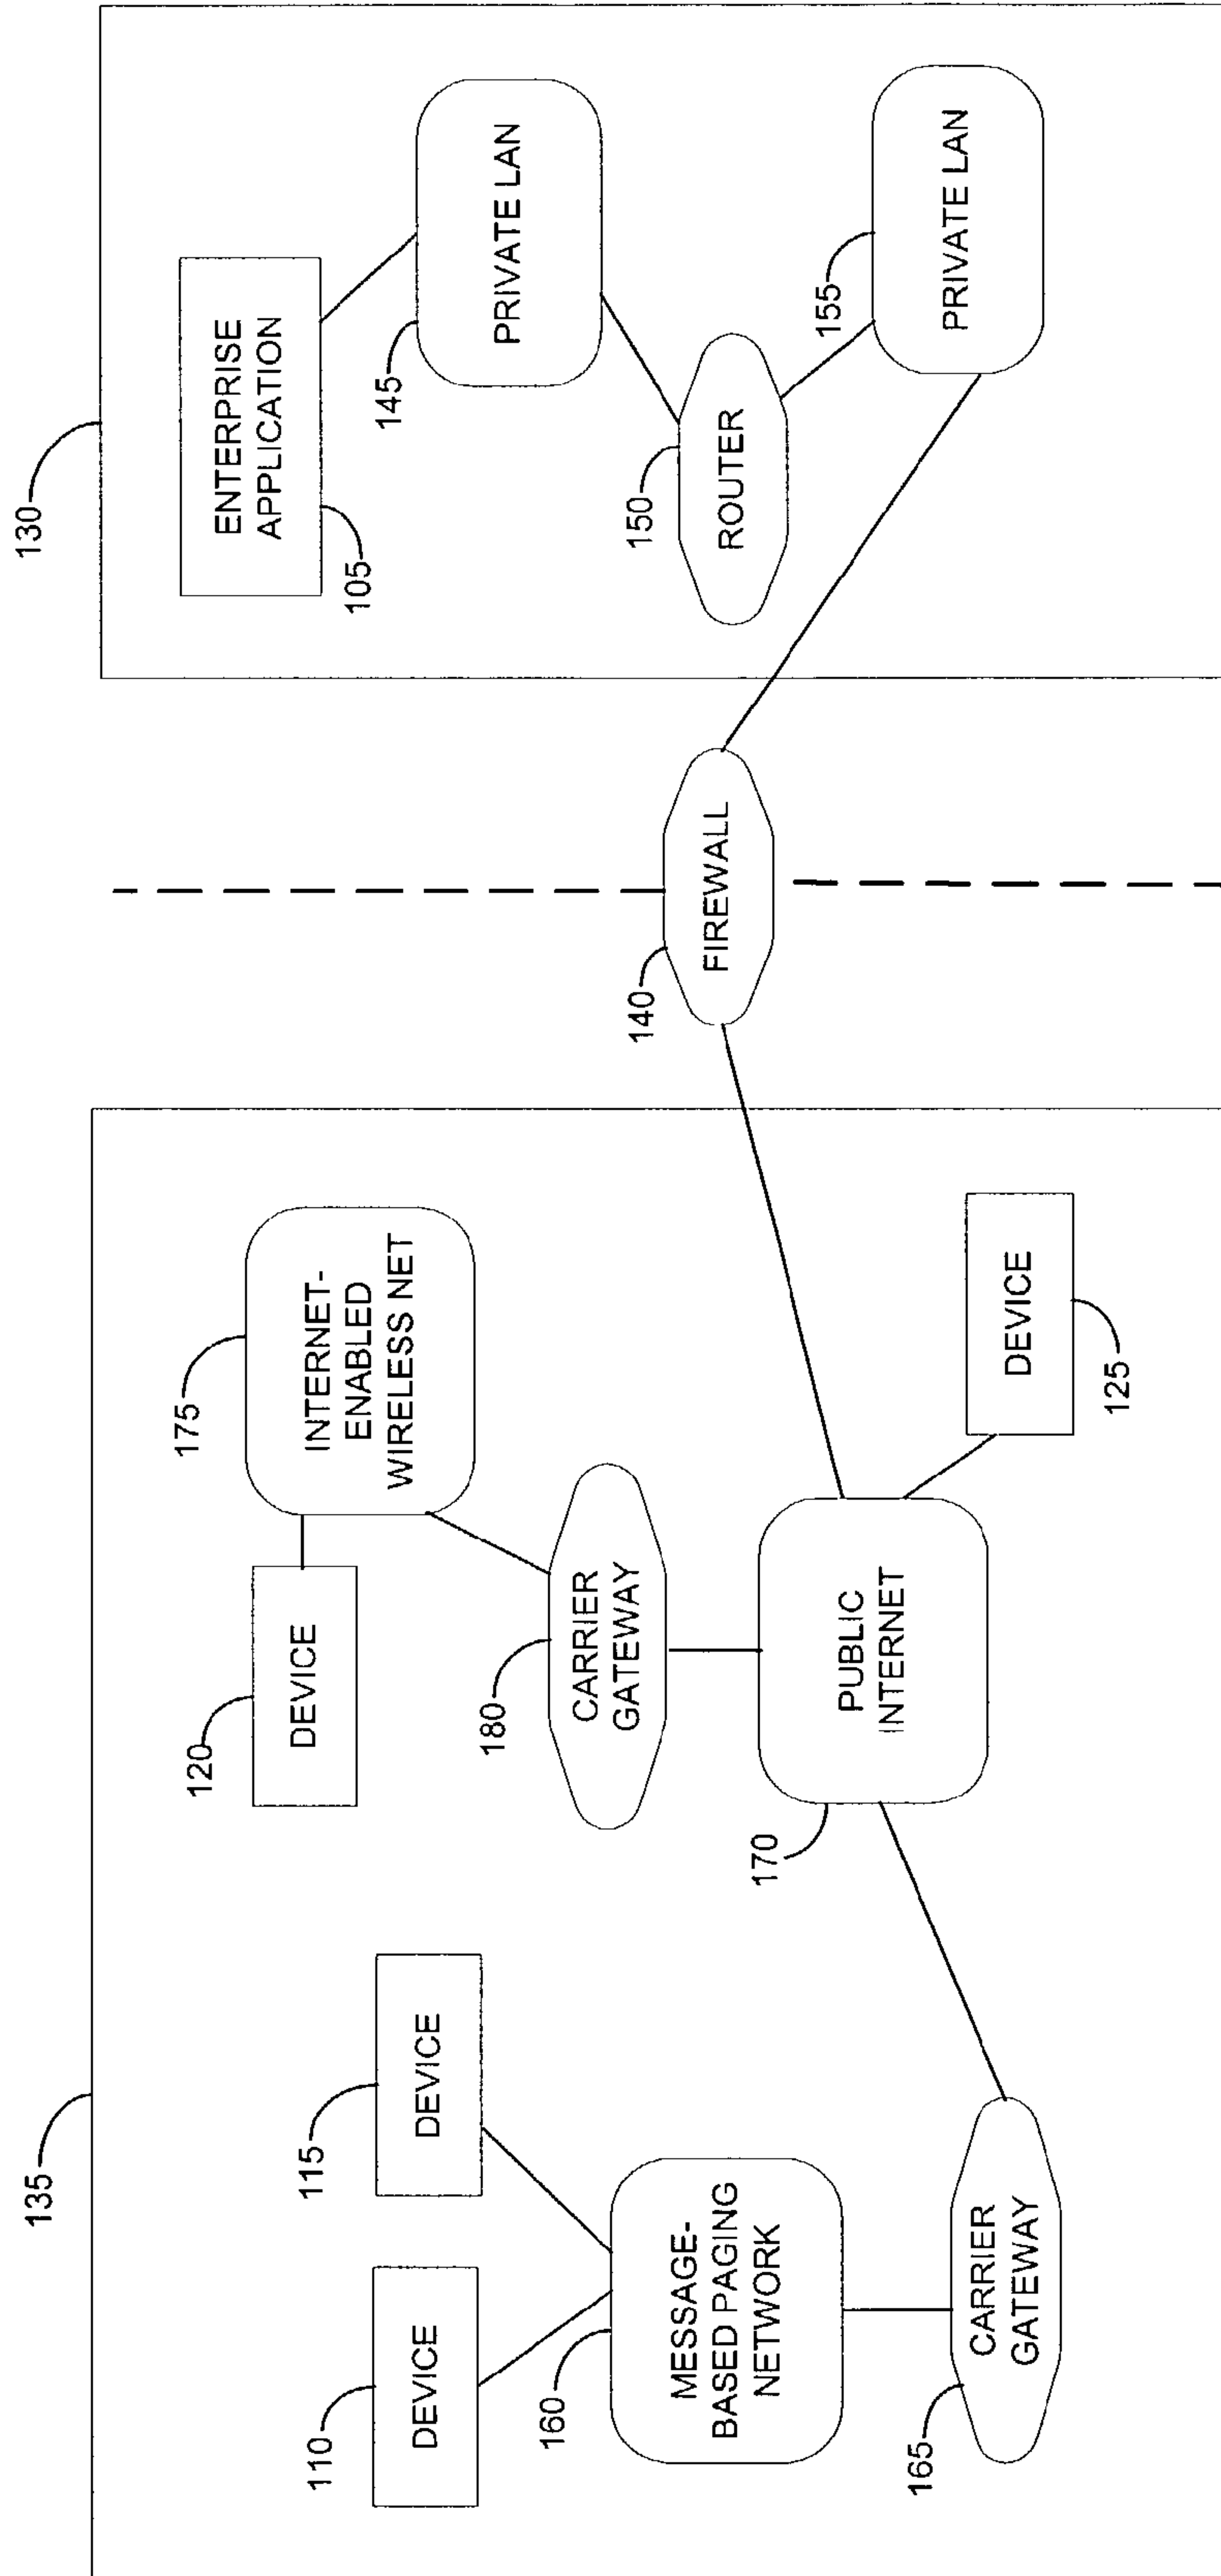 135
110
DEVICE
115
DEVICE
160
MESSAGE-
BASED PAGING
NETWORK
165
CARRIER
GATEWAY
120
DEVICE
175
INTERNET-
ENABLED
WIRELESS NET
180
CARRIER
GATEWAY
170
PUBLIC
INTERNET
DEVICE
125
140
FIREWALL
130
ENTERPRISE
APPLICATION
105
145
PRIVATE LAN
150
ROUTER
155
PRIVATE LAN